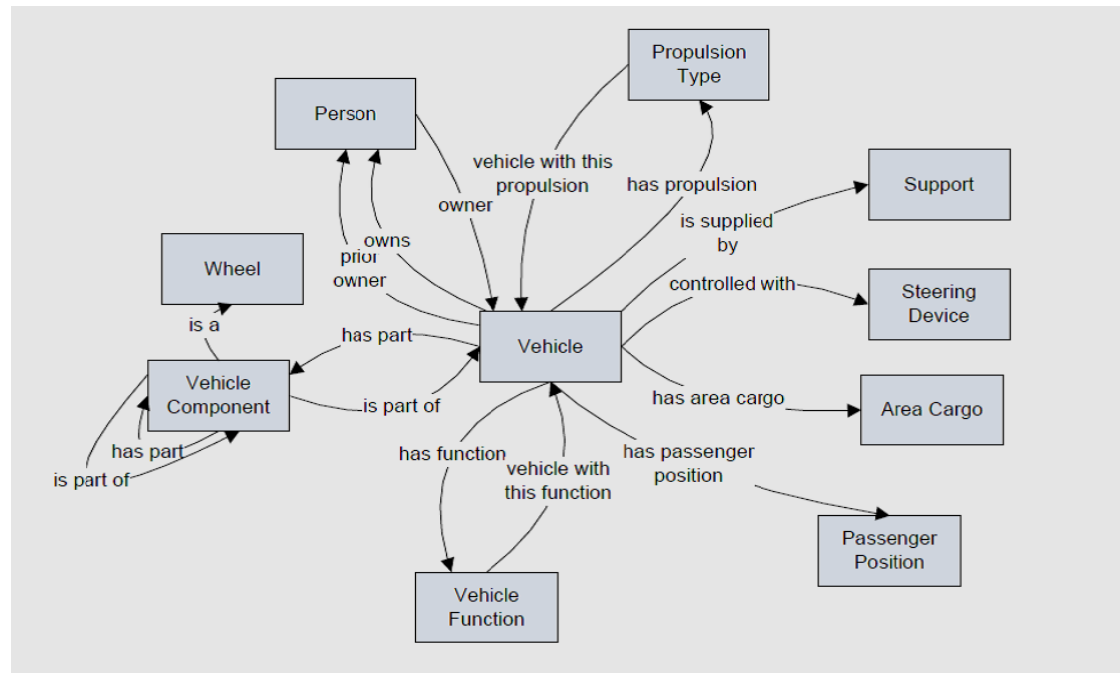 Propulsion
Type
Person
vehicle with this
propulsion
has propulsion
Support
owner
is supplied
by
owns
prior
owner
Wheel
controlled with
Steering
Device
is a
has part
Vehicle
Vehicle
Component
is part of
has area cargo
Area Cargo
has part
is part of
has function
vehicle with
this function
has passenger
position
Passenger
Position
Vehicle
Function